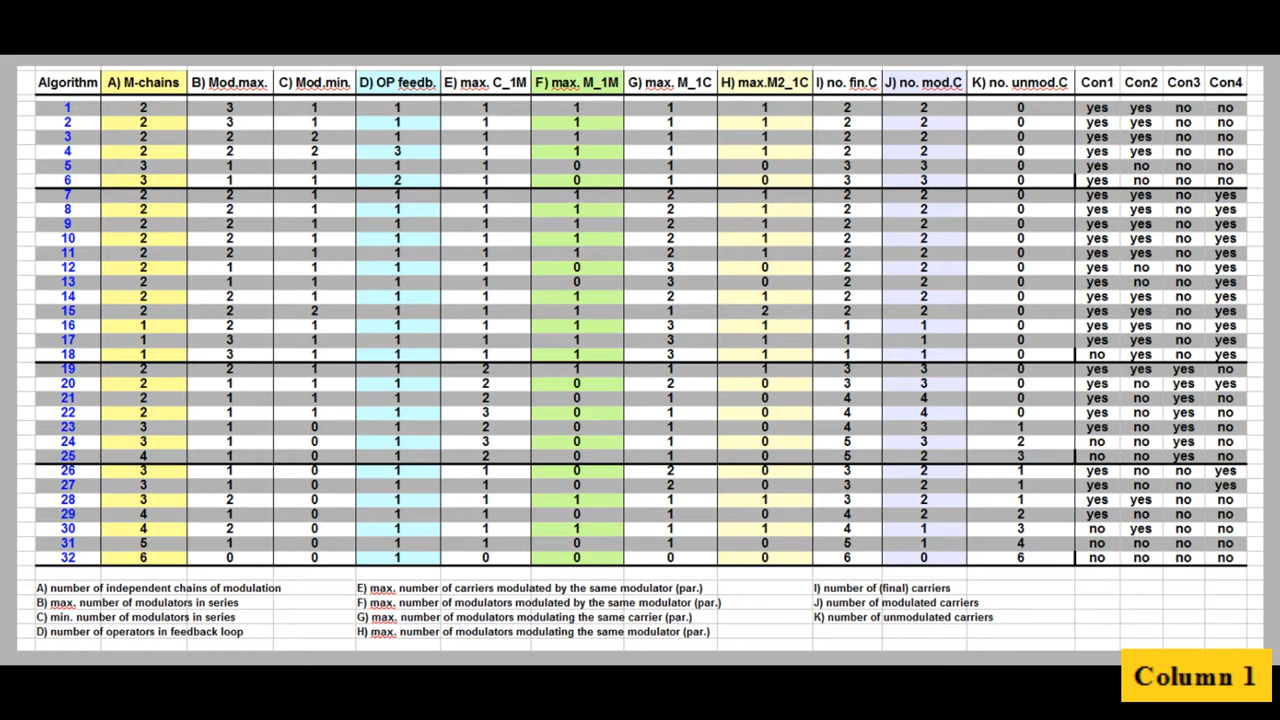 Algorithm A) M-chains B) Mod.max. C) Mod.min. D) OP feedb. E) max. C_1M F) max. M_1M G) max. M_1C H) max.M2_1C I) no. fin.C J) no. mod.C K) no. unmod.C Con1 Con2 Con3 Con4
1 2 3 1 1 1 1 1 1 2 2 0 yes yes no no
2 2 3 1 1 1 1 1 1 2 2 0 yes yes no no
3 2 2 2 1 1 1 1 1 2 2 0 yes yes no no
4 2 2 2 3 1 1 1 1 2 2 0 yes yes no no
5 3 1 1 1 1 0 1 0 3 3 0 yes no no no
6 3 1 1 2 1 0 1 0 3 3 0 yes no no no
7 2 2 1 1 1 1 2 1 2 2 0 yes yes no yes
8 2 2 1 1 1 1 2 1 2 2 0 yes yes no yes
9 2 2 1 1 1 1 2 1 2 2 0 yes yes no yes
10 2 2 1 1 1 1 2 1 2 2 0 yes yes no yes
11 2 2 1 1 1 1 2 1 2 2 0 yes yes no yes
12 2 1 1 1 1 0 3 0 2 2 0 yes no no yes
13 2 1 1 1 1 0 3 0 2 2 0 yes no no yes
14 2 2 1 1 1 1 2 1 2 2 0 yes yes no yes
15 2 2 2 1 1 1 1 2 2 2 0 yes yes no yes
16 1 2 1 1 1 1 3 1 1 1 0 yes yes no yes
17 1 3 1 1 1 1 3 1 1 1 0 yes yes no yes
18 1 3 1 1 1 1 3 1 1 1 0 no yes no yes
19 2 2 1 1 2 1 1 1 3 3 0 yes yes yes no
20 2 1 1 1 2 0 2 0 3 3 0 yes no yes yes
21 2 1 1 1 2 0 1 0 4 4 0 yes no yes no
22 2 1 1 1 3 0 1 0 4 4 0 yes no yes no
23 3 1 0 1 2 0 1 0 4 3 1 yes no yes no
24 3 1 0 1 3 0 1 0 5 3 2 no no yes no
25 4 1 0 1 2 0 1 0 5 2 3 no no yes no
26 3 1 0 1 1 0 2 0 3 2 1 yes no no yes
27 3 1 0 1 1 0 2 0 3 2 1 yes no no yes
28 3 2 0 1 1 1 1 1 3 2 1 yes yes no no
29 4 1 0 1 1 0 1 0 4 2 2 yes no no no
30 4 2 0 1 1 1 1 1 4 1 3 no yes no no
31 5 1 0 1 1 0 1 0 5 1 4 no no no no
32 6 0 0 1 0 0 0 0 6 0 6 no no no no
A) number of independent chains of modulation
B) max. number of modulators in series
C) min. number of modulators in series
D) number of operators in feedback loop
E) max. number of carriers modulated by the same modulator (par.)
F) max. number of modulators modulated by the same modulator (par.)
G) max. number of modulators modulating the same carrier (par.)
H) max. number of modulators modulating the same modulator (par.)
I) number of (final) carriers
J) number of modulated carriers
K) number of unmodulated carriers
Column 1